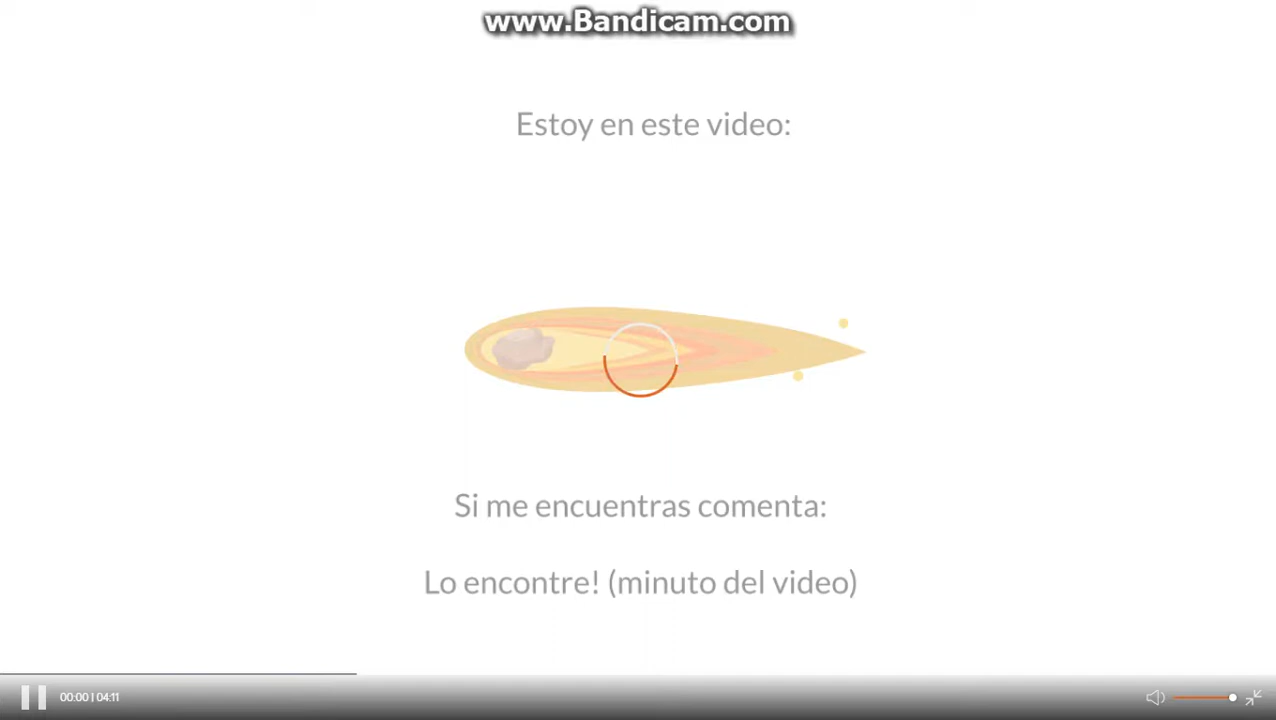 www.Bandicam.com
Estoy en este video:
Si me encuentras comenta:
Lo encontre! (minuto del video)
00:00 | 04:11